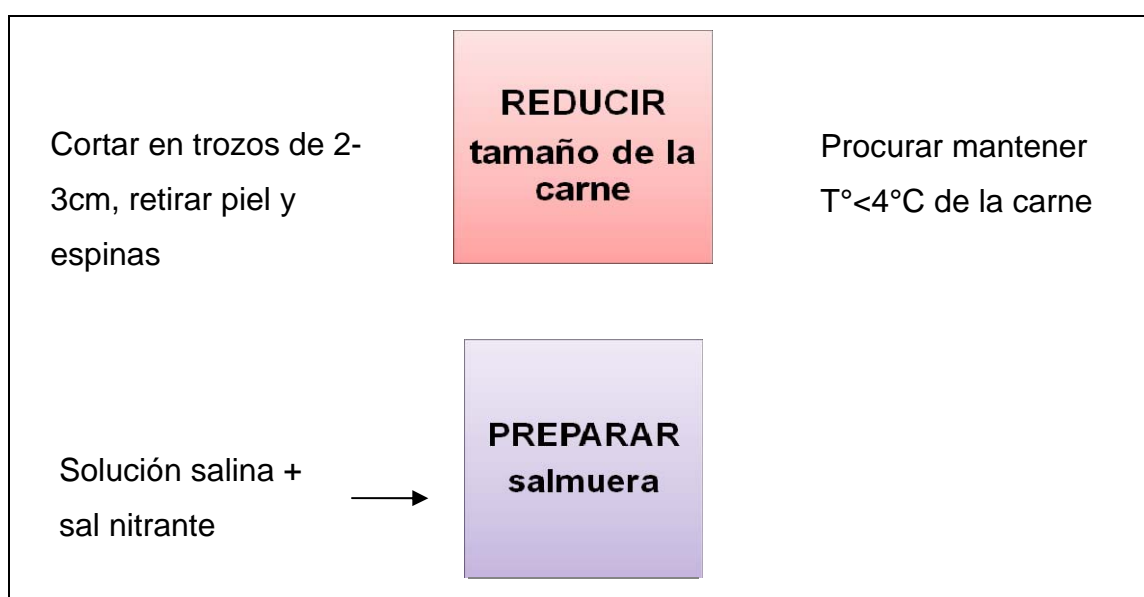 Cortar en trozos de 2-
3cm, retirar piel y
espinas
REDUCIR
tamaño de la
carne
Procurar mantener
T°<4°C de la carne
Solución salina +
sal nitrante
PREPARAR
salmuera